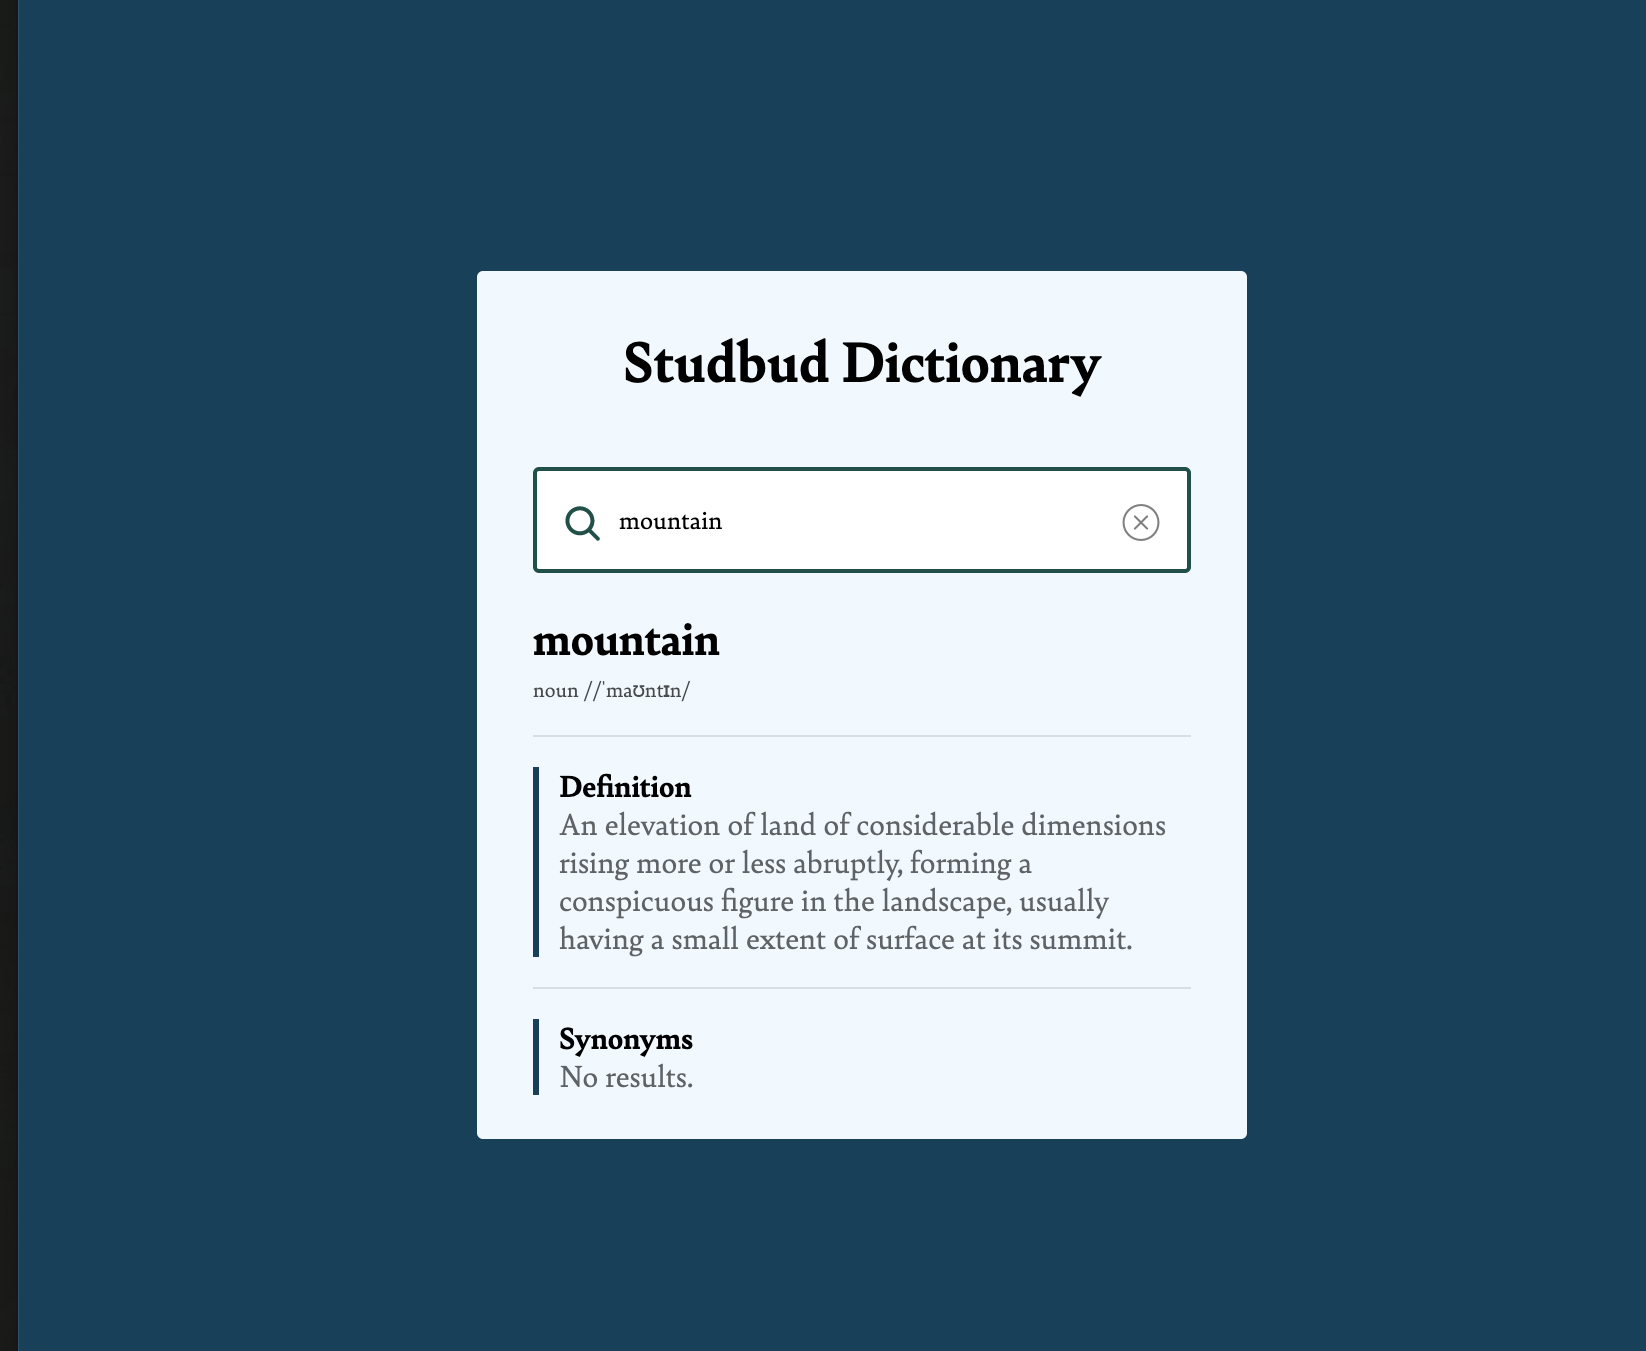 Studbud Dictionary
mountain
mountain
noun //ˈmaʊntɪn/
Definition
An elevation of land of considerable dimensions
rising more or less abruptly, forming a
conspicuous figure in the landscape, usually
having a small extent of surface at its summit.
Synonyms
No results.